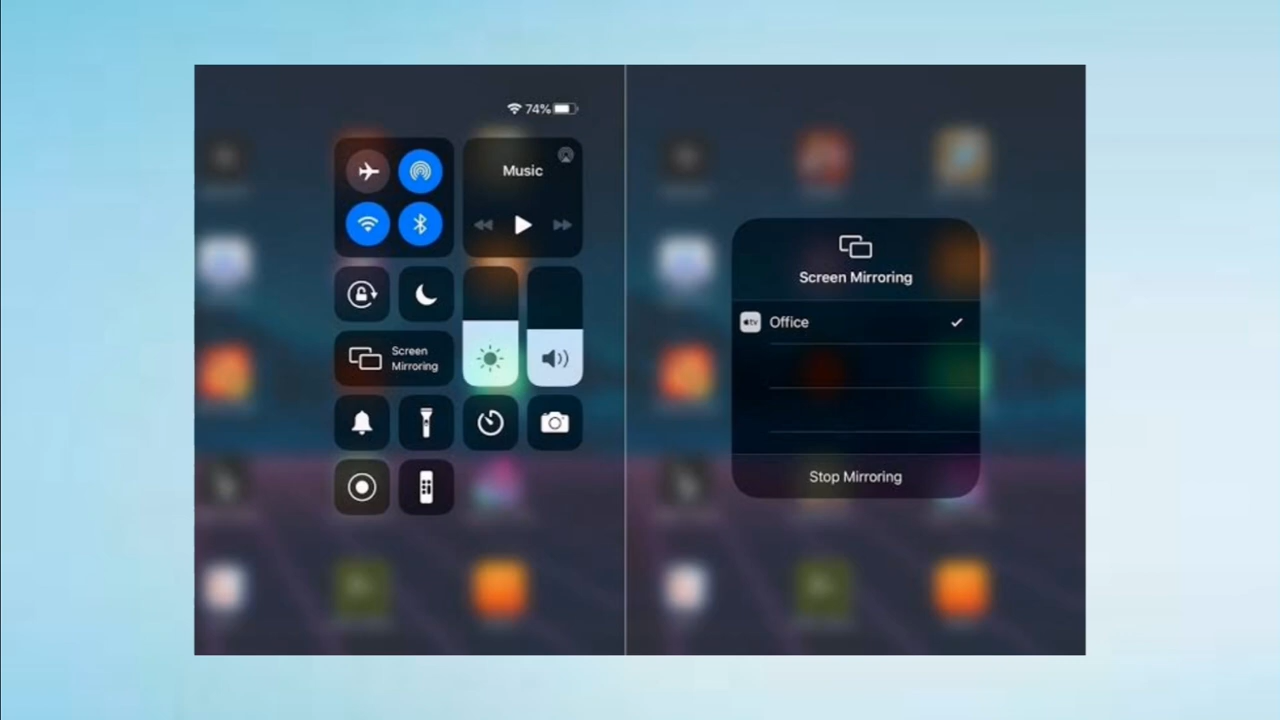 74%
Music
Screen
Mirroring
Screen Mirroring
tv Office
Stop Mirroring